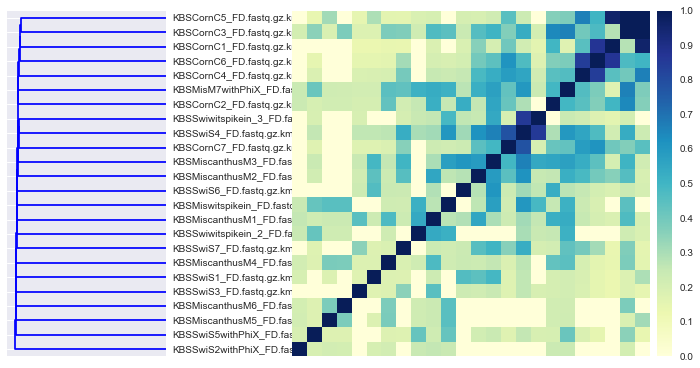 KBSCornC5_FD.fastq.gz.k
KBSCornC3_FD.fastq.gz.k
KBSCornC1_FD.fastq.gz.k
KBSCornC6_FD.fastq.gz.k
KBSCornC4_FD.fastq.gz.k
KBSMisM7withPhiX_FD.fas
KBSCornC2_FD.fastq.gz.k
KBSSwiwitspikein_3_FD.fa
KBSSwiS4_FD.fastq.gz.km
KBSCornC7_FD.fastq.gz.k
KBSMiscanthusM3_FD.fas
KBSMiscanthusM2_FD.fas
KBSSwiS6_FD.fastq.gz.km
KBSMiswitspikein_FD.fast
KBSMiscanthusM1_FD.fas
KBSSwiwitspikein_2_FD.fa
KBSSwiS7_FD.fastq.gz.km
KBSMiscanthusM4_FD.fas
KBSSwiS1_FD.fastq.gz.km
KBSSwiS3_FD.fastq.gz.km
KBSMiscanthusM6_FD.fas
KBSMiscanthusM5_FD.fas
KBSSwiS5withPhiX_FD.fas
KBSSwiS2withPhiX_FD.fas
1.0
0.9
0.8
0.7
0.6
0.5
0.4
0.3
0.2
0.1
0.0